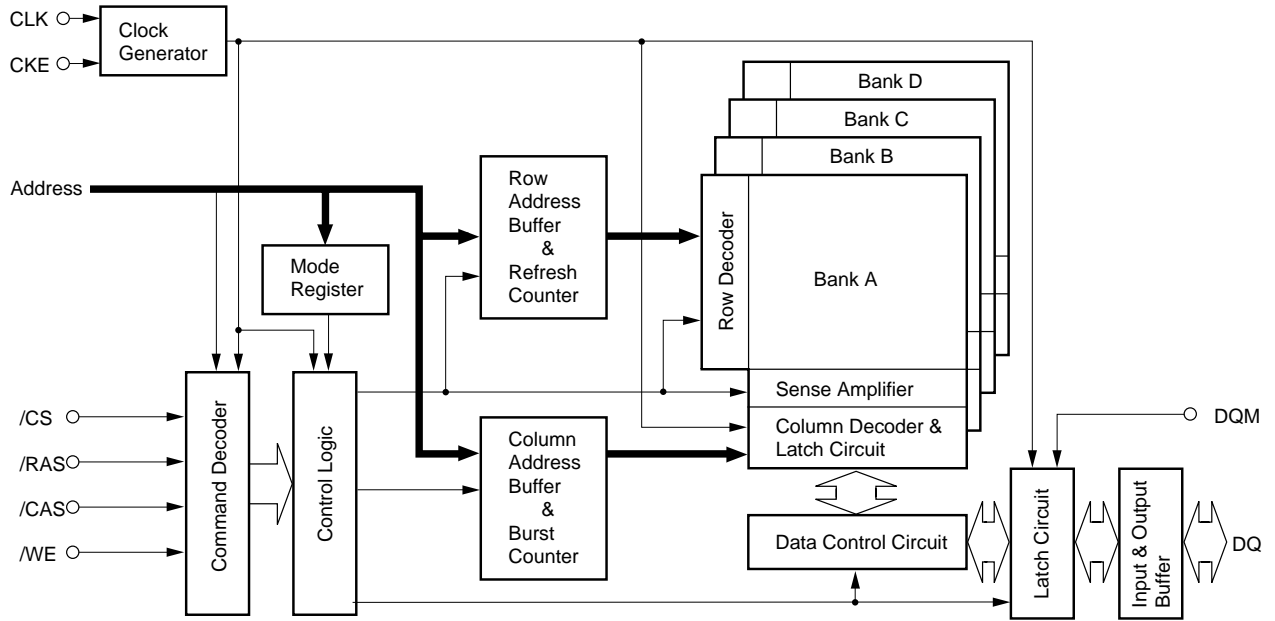 CLK
CKE
Clock
Generator
Bank D
Bank C
Bank B
Address
Row
Address
Buffer
&
Refresh
Counter
Mode
Register
Row Decoder
Bank A
Sense Amplifier
Column Decoder &
Latch Circuit
/CS
/RAS
/CAS
/WE
Command Decoder
Control Logic
Column
Address
Buffer
&
Burst
Counter
Data Control Circuit
DQM
Latch Circuit
Input & Output
Buffer
DQ